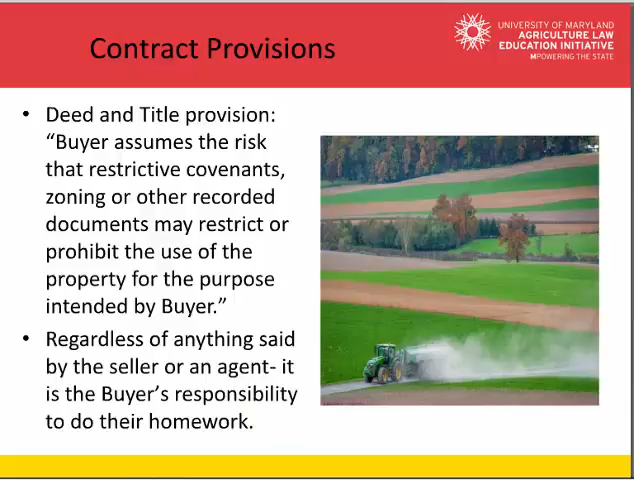 Contract Provisions
UNIVERSITY OF MARYLAND
AGRICULTURE LAW
EDUCATION INITIATIVE
MPOWERING THE STATE
• Deed and Title provision:
“Buyer assumes the risk
that restrictive covenants,
zoning or other recorded
documents may restrict or
prohibit the use of the
property for the purpose
intended by Buyer.”
• Regardless of anything said
by the seller or an agent- it
is the Buyer’s responsibility
to do their homework.